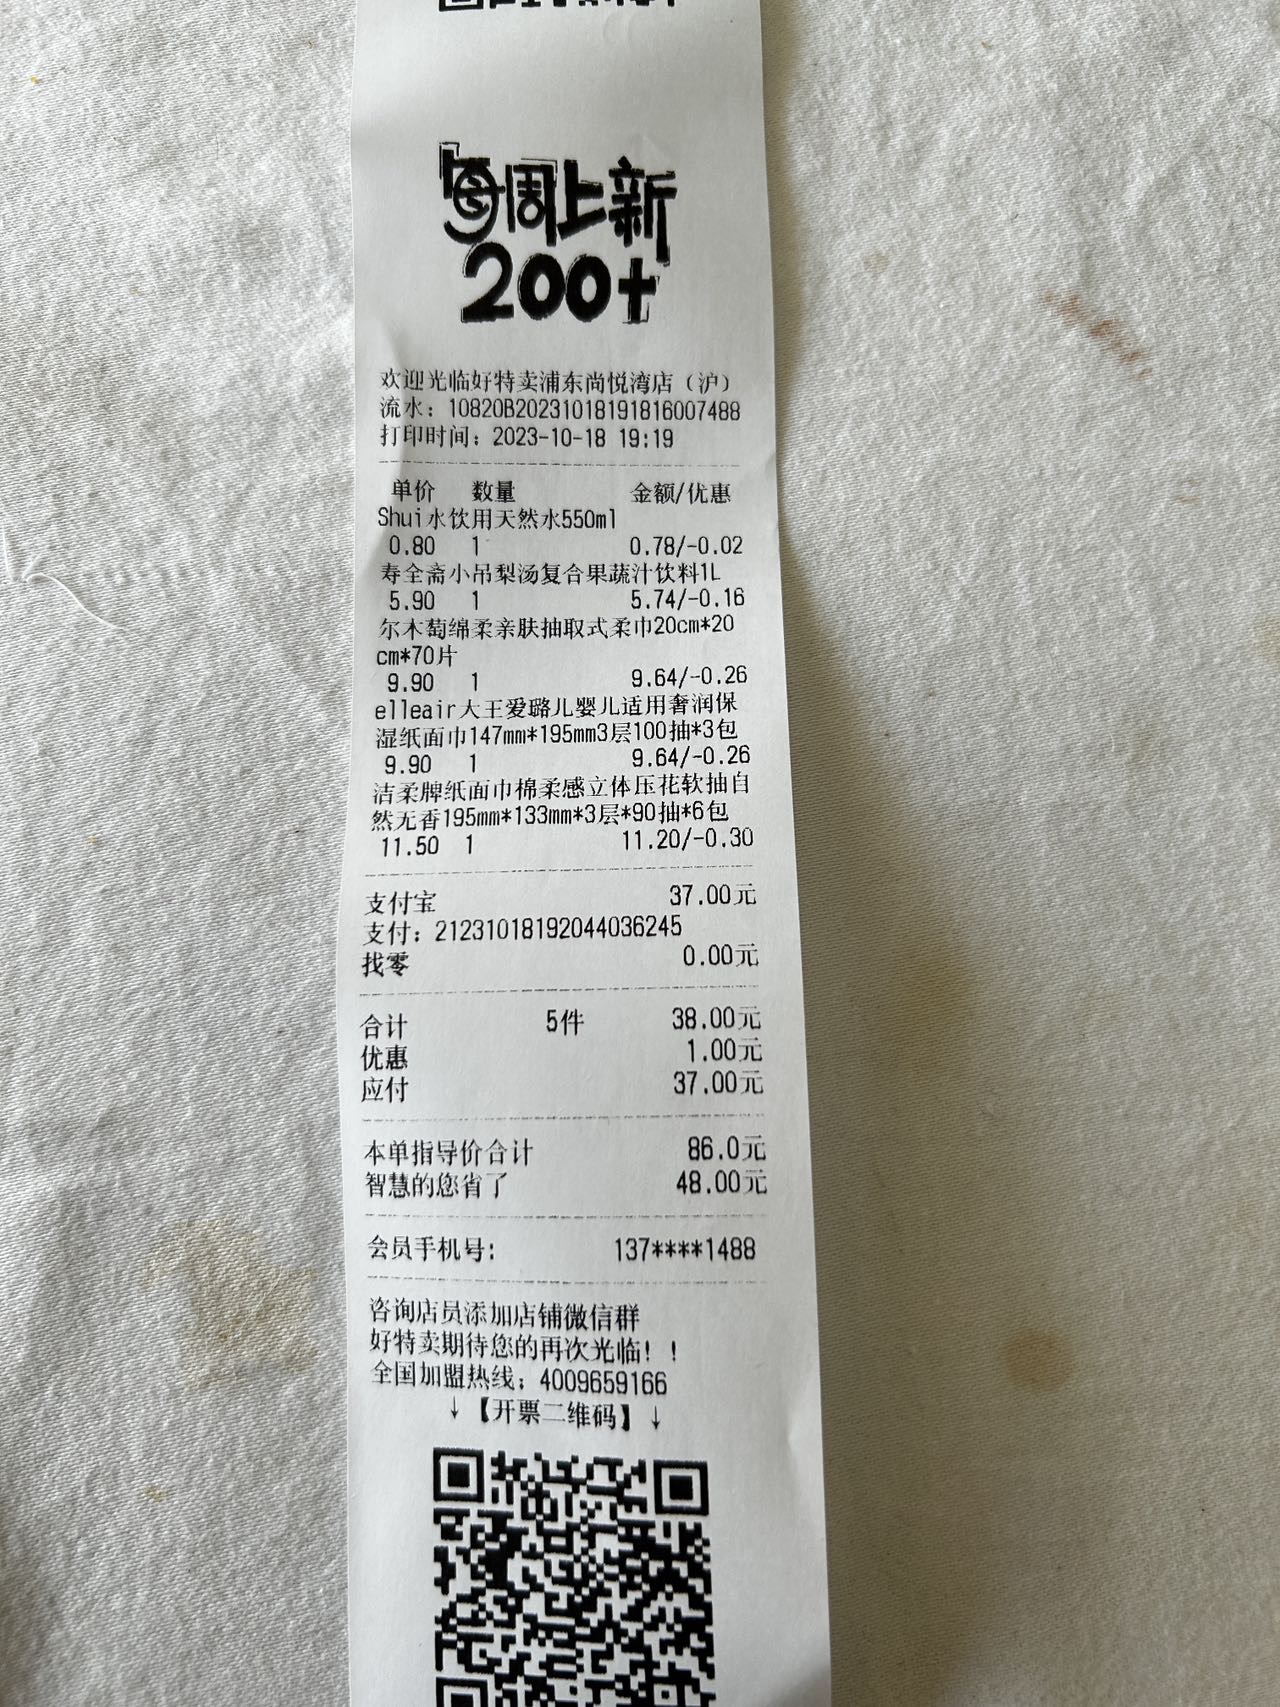 每周上新
200+
欢迎光临好特卖浦东尚悦湾店（沪）
流水：10820B20231018191816007488
打印时间：2023-10-18 19:19
单价 数量 金额/优惠
Shui水饮用天然水550ml
0.80 1 0.78/-0.02
寿全斋小吊梨汤复合果蔬汁饮料1L
5.90 1 5.74/-0.16
尔木萄绵柔亲肤抽取式柔巾20cm*20
cm*70片
9.90 1 9.64/-0.26
elleair大王爱璐儿婴儿适用奢润保
湿纸面巾147mm*195mm3层100抽*3包
9.90 1 9.64/-0.26
洁柔牌纸面巾棉柔感立体压花软抽自
然无香195mm*133mm*3层*90抽*6包
11.50 1 11.20/-0.30
支付宝 37.00元
支付：21231018192044036245
找零 0.00元
合计 5件 38.00元
优惠 1.00元
应付 37.00元
本单指导价合计 86.0元
智慧的您省了 48.00元
会员手机号: 137****1488
咨询店员添加店铺微信群
好特卖期待您的再次光临！！
全国加盟热线：4009659166
↓【开票二维码】↓